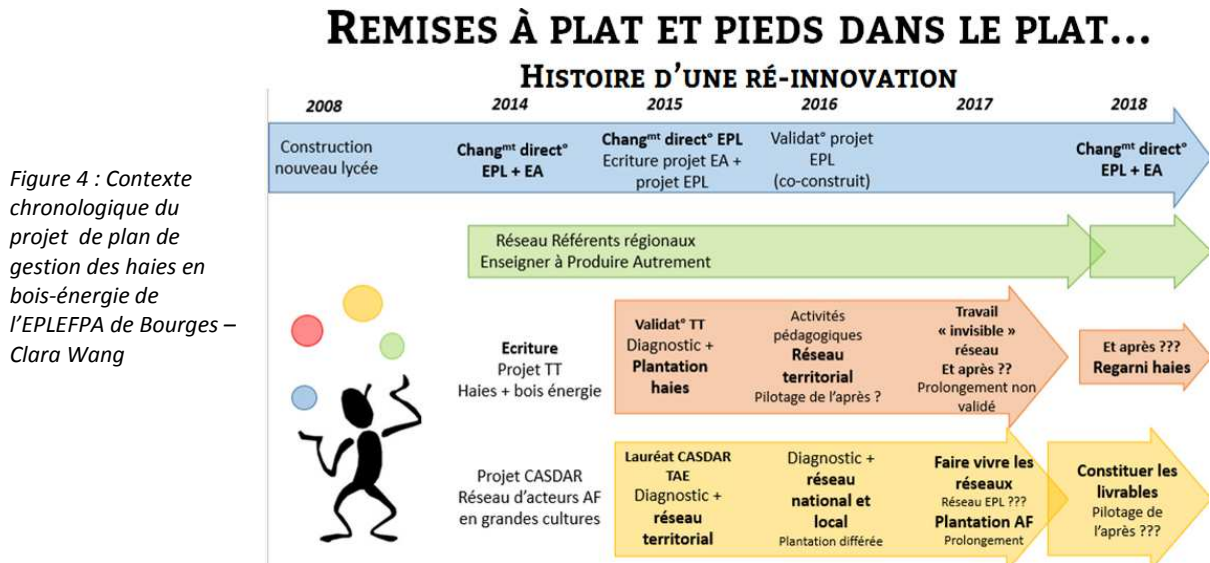 REMISES À PLAT ET PIEDS DANS LE PLAT...
HISTOIRE D'UNE RÉ-INNOVATION
Figure 4 : Contexte
chronologique du
projet de plan de
gestion des haies en
bois-énergie de
l'EPLEFPA de Bourges –
Clara Wang
2008
2014
2015
2016
2017
2018
Construction
nouveau lycée
Changmt direct°
EPL + EA
Changmt direct° EPL
Ecriture projet EA +
projet EPL
Validat° projet
EPL
(co-construit)
Changmt direct°
EPL + EA
Réseau Référents régionaux
Enseigner à Produire Autrement
Ecriture
Projet TT
Haies + bois énergie
Validat° TT
Diagnostic +
Plantation
haies
Activités
pédagogiques
Réseau
territorial
Pilotage de l'après ?
Travail
« invisible »
réseau
Et après ??
Prolongement non
validé
Et après ???
Regarni haies
Projet CASDAR
Réseau d'acteurs AF
en grandes cultures
Lauréat CASDAR
TAE
Diagnostic +
réseau
territorial
Diagnostic +
réseau
national et
local
Plantation différée
Faire vivre les
réseaux
Réseau EPL ???
Plantation AF
Prolongement
Constituer les
livrables
Pilotage de
l'après ???